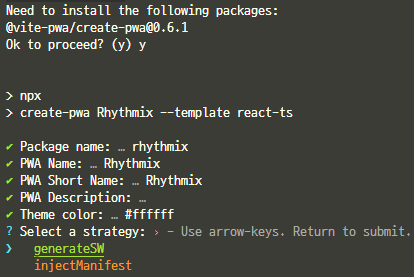 Need to install the following packages:
@vite-pwa/create-pwa@0.6.1
Ok to proceed? (y) y
> npx
> create-pwa Rhythmix --template react-ts
✔ Package name: … rhythmix
✔ PWA Name: … Rhythmix
✔ PWA Short Name: … Rhythmix
✔ PWA Description: …
✔ Theme color: … #ffffff
? Select a strategy: › - Use arrow-keys. Return to submit.
❯ generateSW
injectManifest